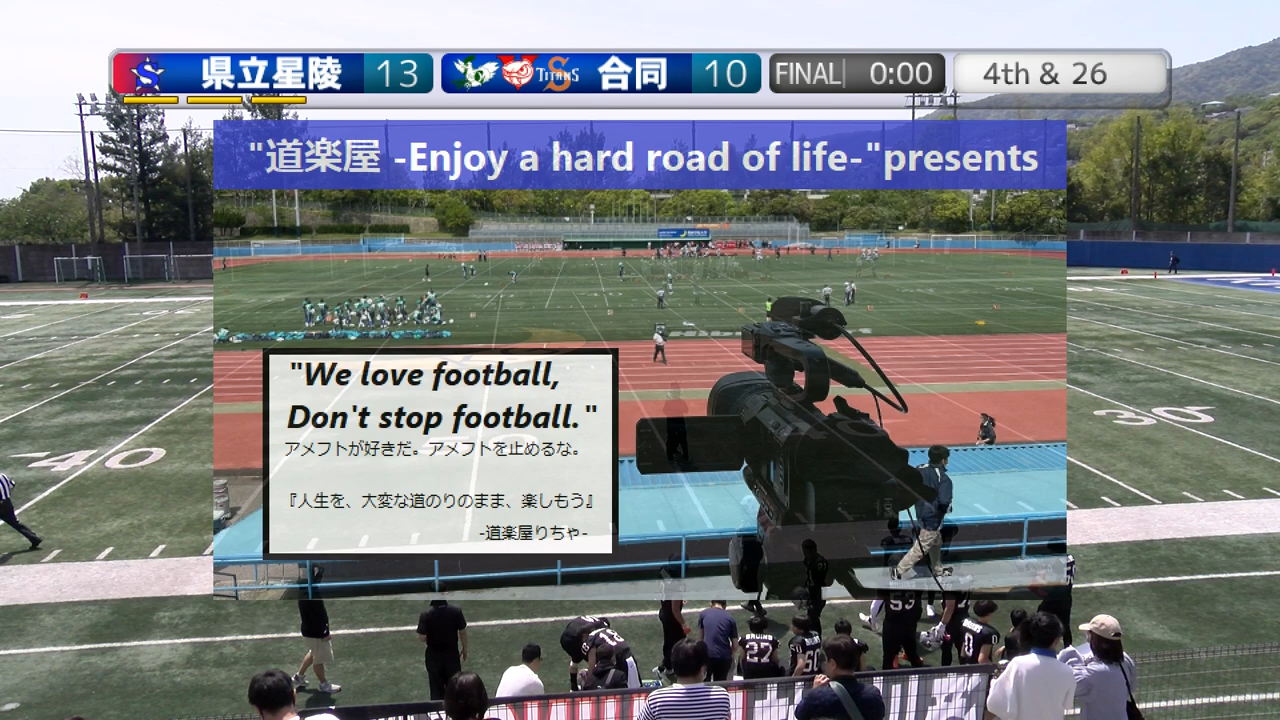 県立星陵 13 TITANS 合同 10 FINAL 0:00 4th & 26
"道楽屋 -Enjoy a hard road of life-"presents
"We love football,
Don't stop football."
アメフトが好きだ。アメフトを止めるな。
『人生を、大変な道のりのまま、楽しもう』
-道楽屋りちゃ-
40
30
53
BRUINS
27
0